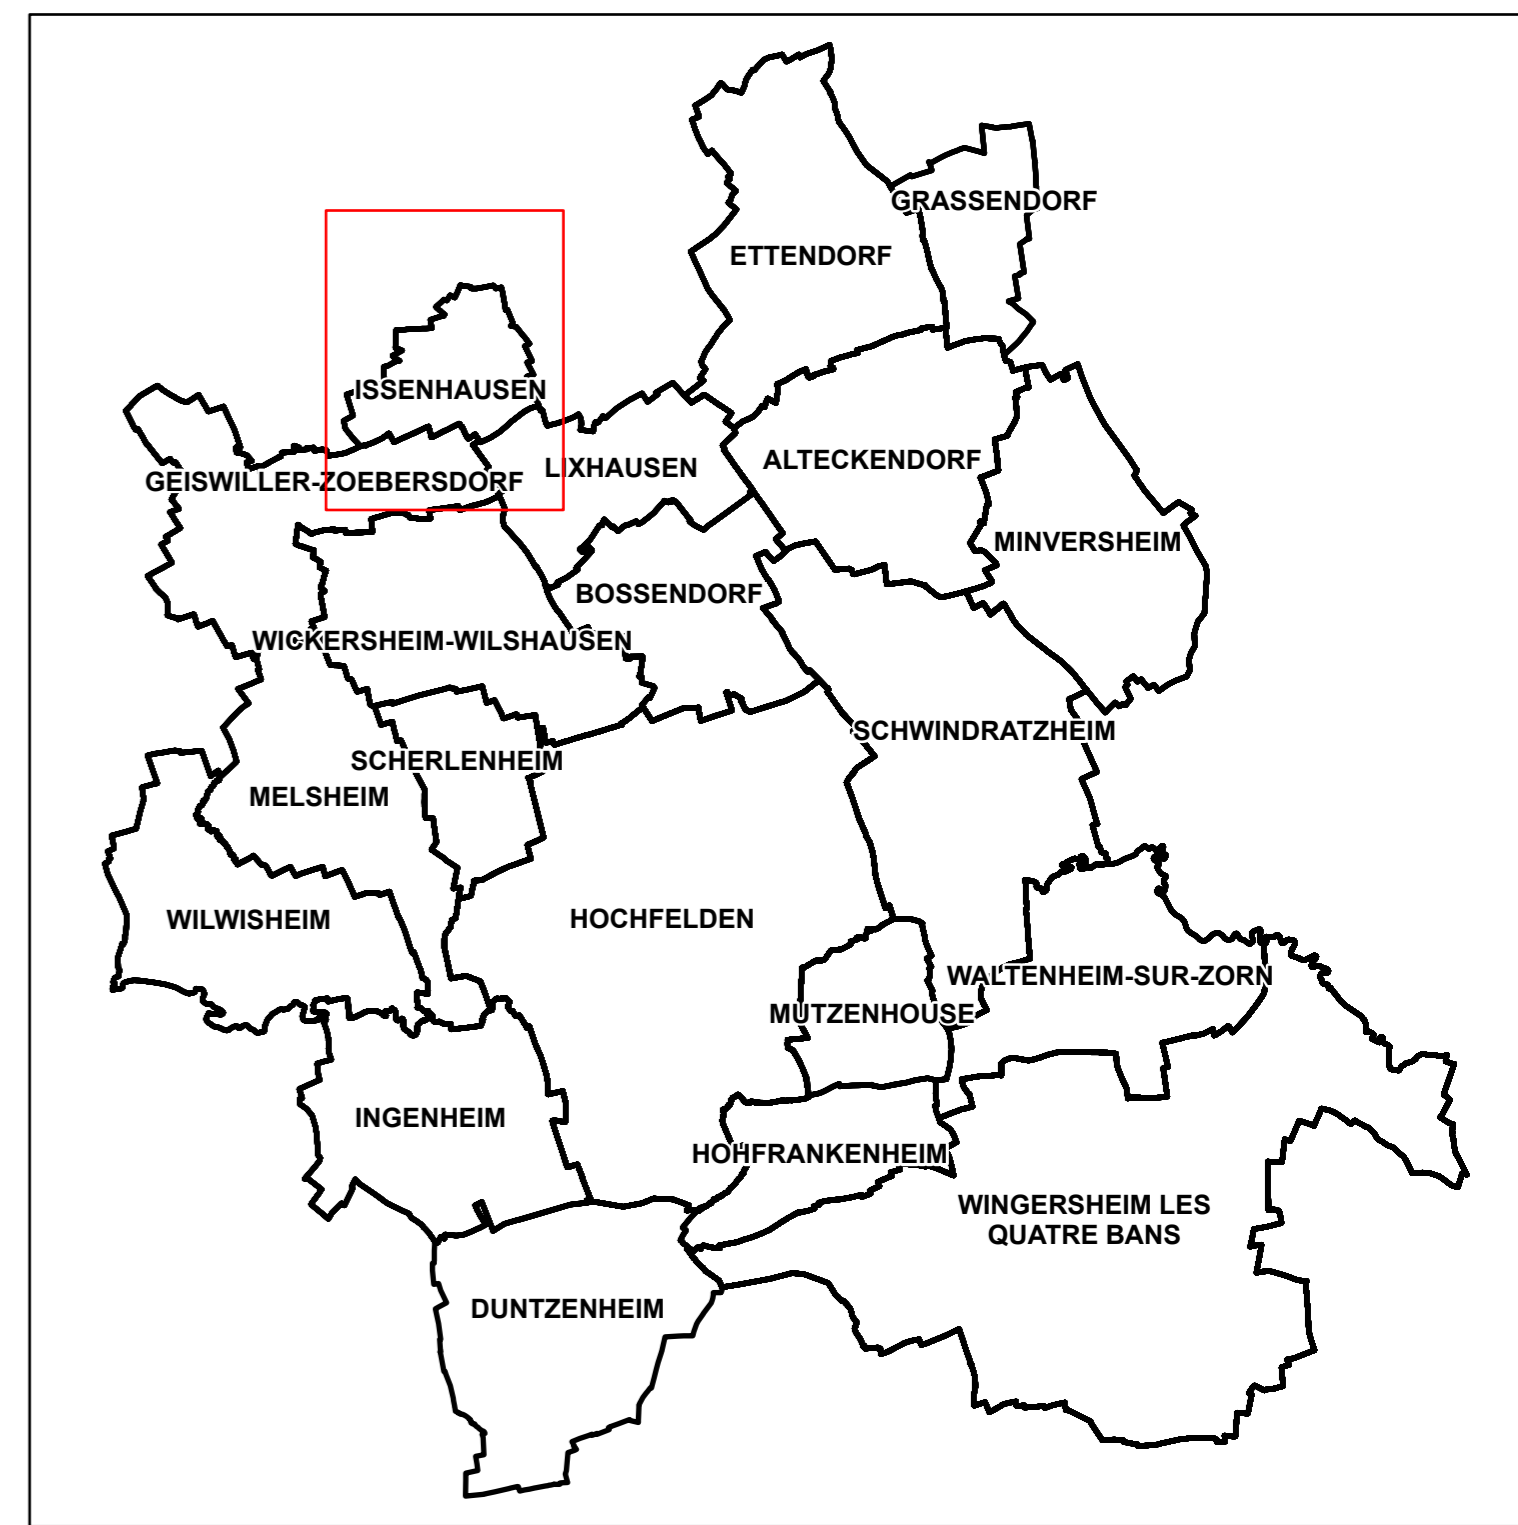 GRASSENDORF
ETTENDORF
ISSENHAUSEN
ALTECKENDORF
LIXHAUSEN
GEISWILLER-ZOEBERSDORF
MINVERSHEIM
BOSSENDORF
WICKERSHEIM-WILSHAUSEN
SCHWINDRATZHEIM
SCHERLENHEIM
MELSHEIM
WILWISHEIM
HOCHFELDEN
WALTENHEIM-SUR-ZORN
MUTZENHOUSE
INGENHEIM
HOHFRANKENHEIM
WINGERSHEIM LES
QUATRE BANS
DUNTZENHEIM